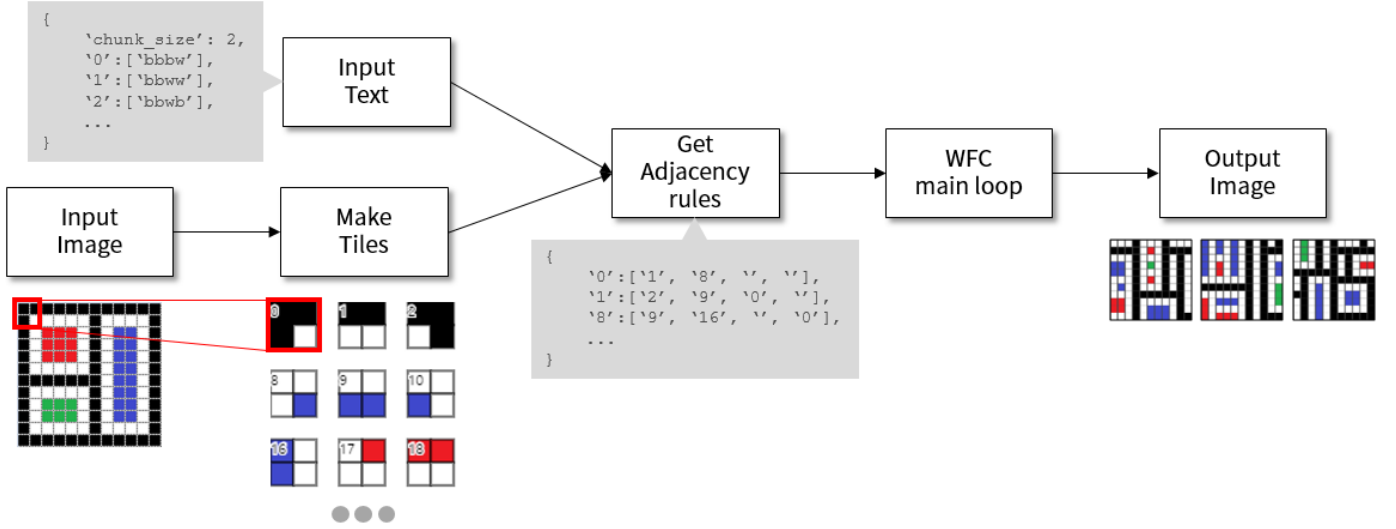 {
‘chunk_size’: 2,
‘0’:[‘bbbw’],
‘1’:[‘bbww’],
‘2’:[‘bbwb’],
...
}
Input
Text
Input
Image
Make
Tiles
Get
Adjacency
rules
WFC
main loop
Output
Image
{
‘0’:[‘1’, ‘8’, ‘’, ‘’],
‘1’:[‘2’, ‘9’, ‘0’, ‘’],
‘8’:[‘9’, ‘16’, ‘’, ‘0’],
...
}
0 1 2
8 9 10
16 17 18